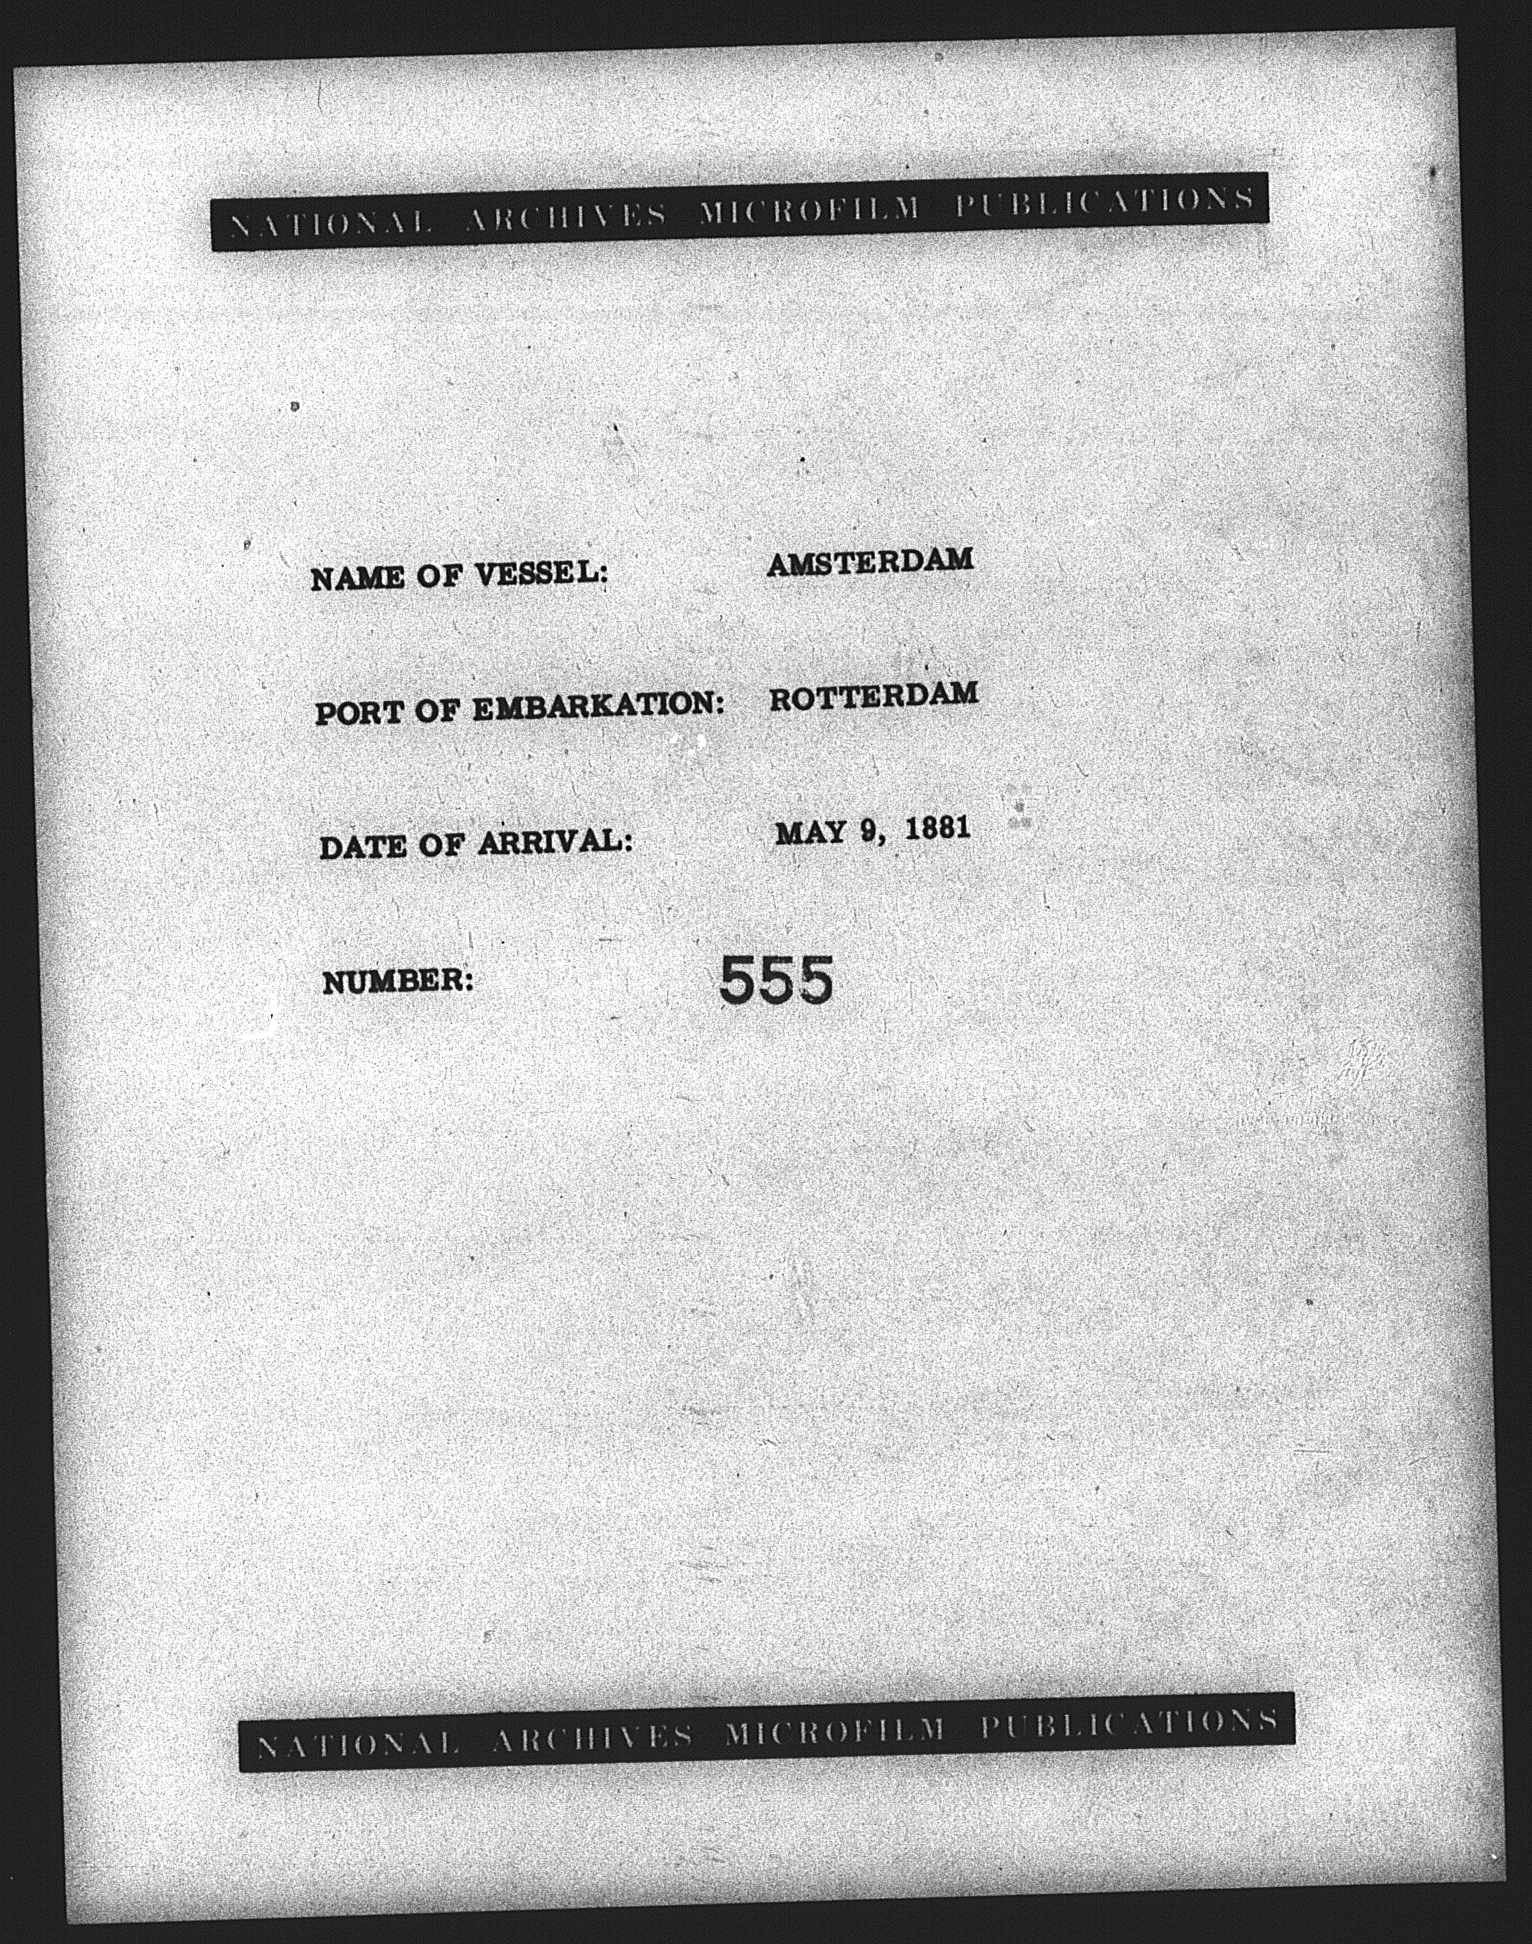 NATIONAL ARCHIVES MICROFILM PUBLICATIONS
NAME OF VESSEL: AMSTERDAM
PORT OF EMBARKATION: ROTTERDAM
DATE OF ARRIVAL: MAY 9, 1881
NUMBER: 555
NATIONAL ARCHIVES MICROFILM PUBLICATIONS